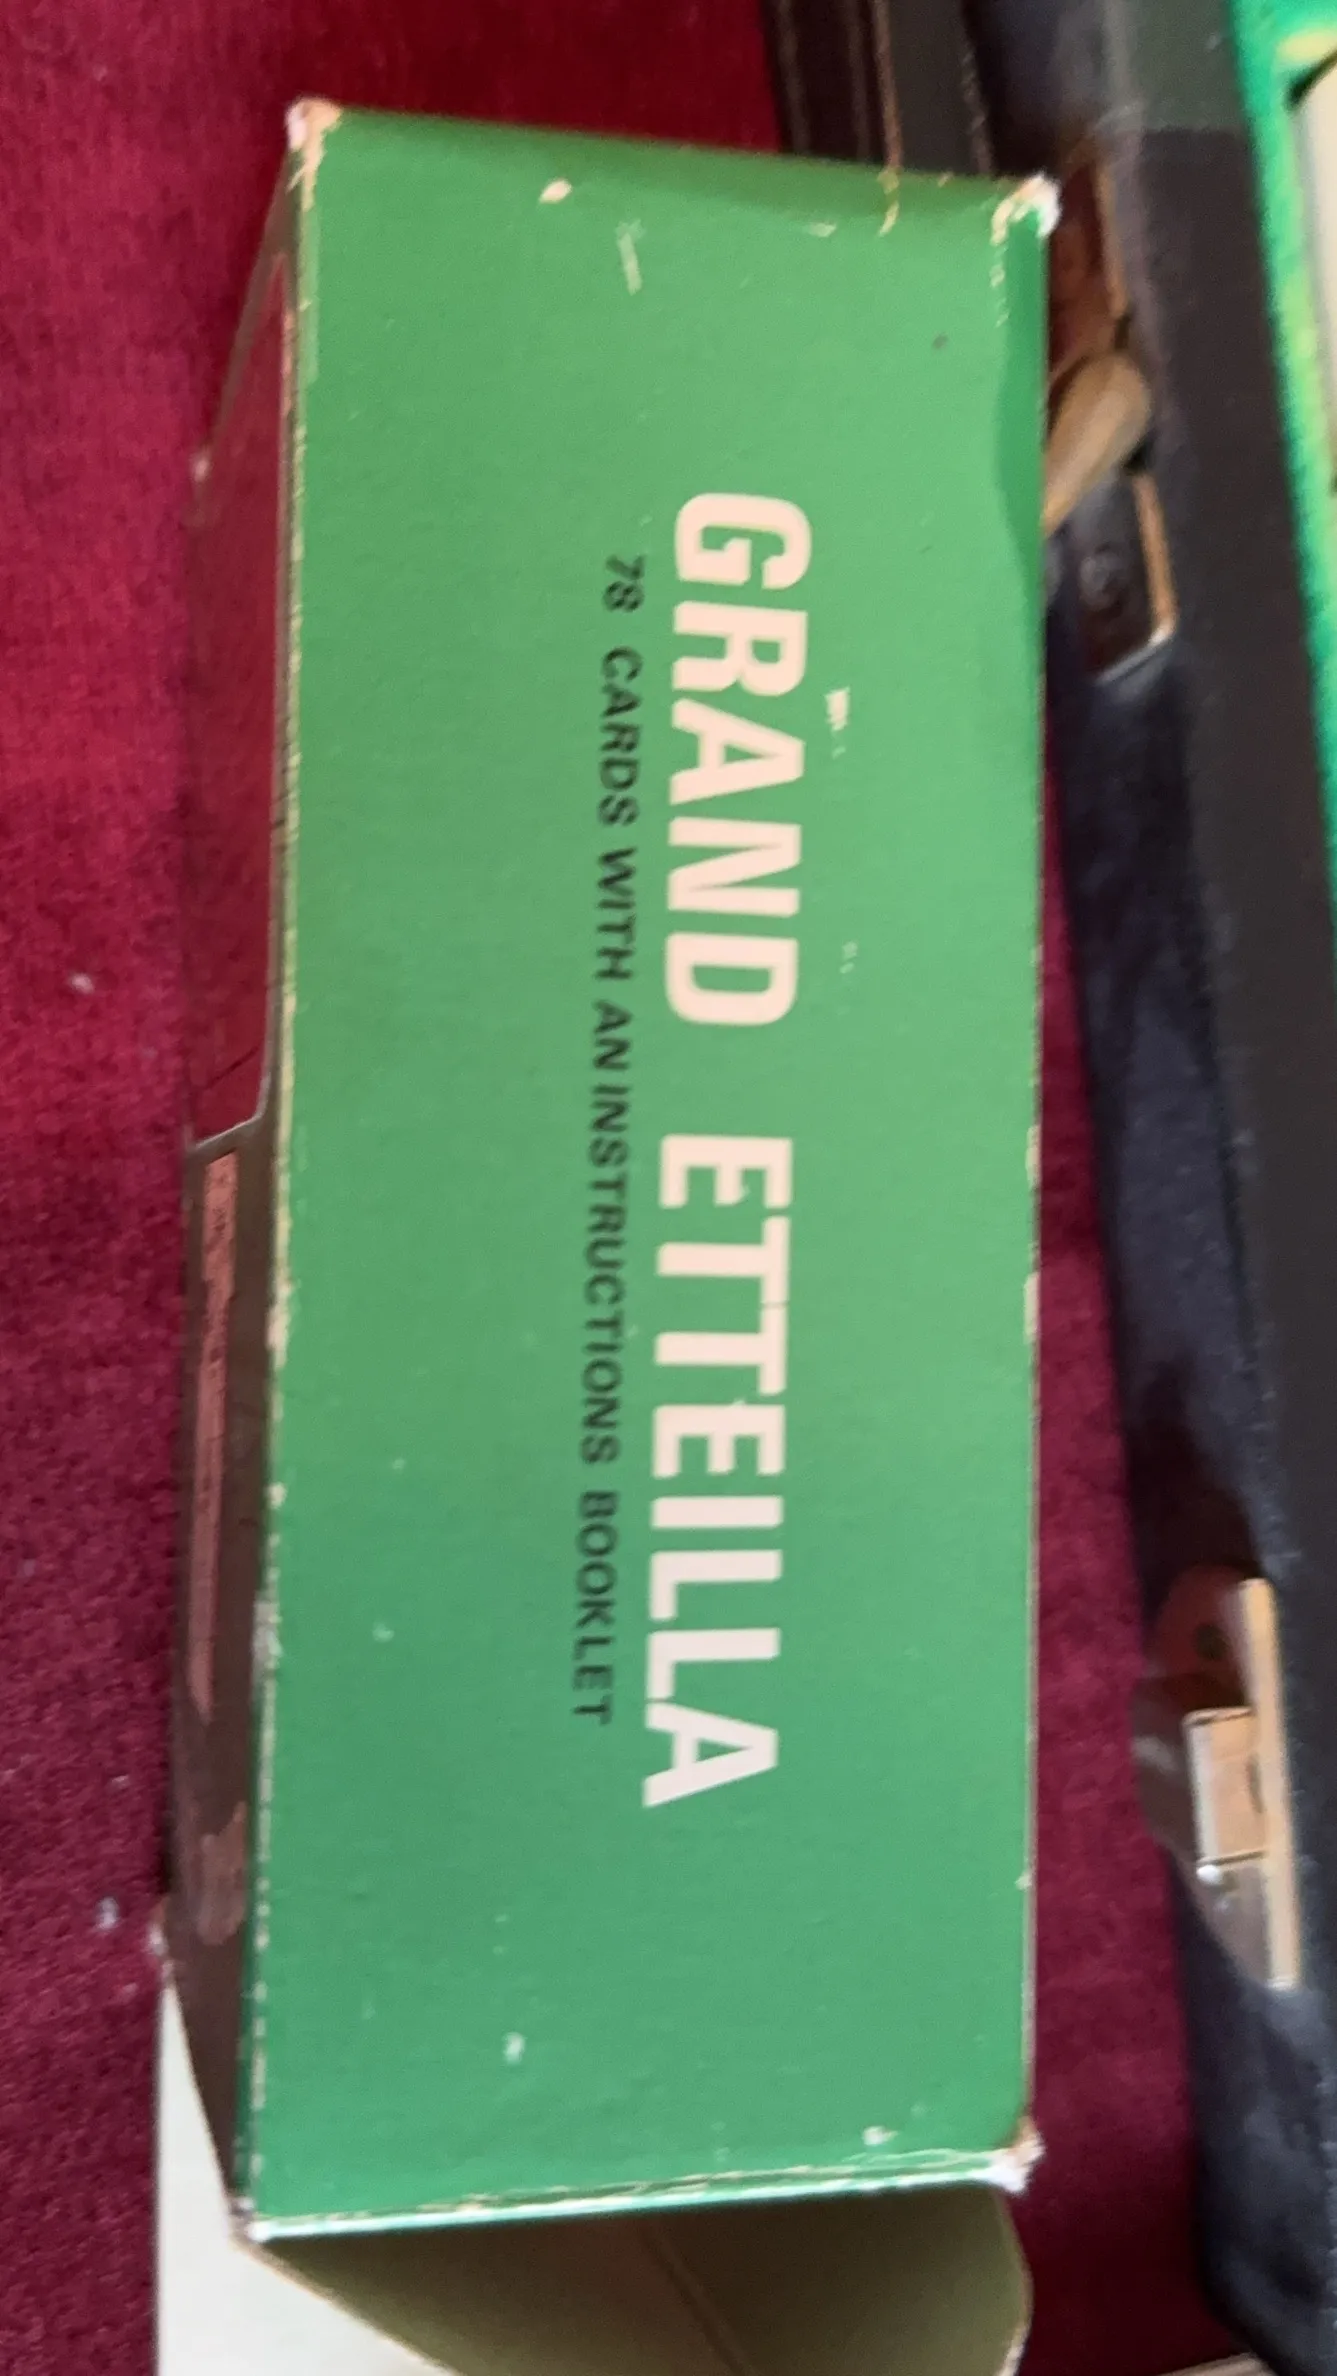 GRAND ETTEILLA
78 CARDS WITH AN INSTRUCTIONS BOOKLET